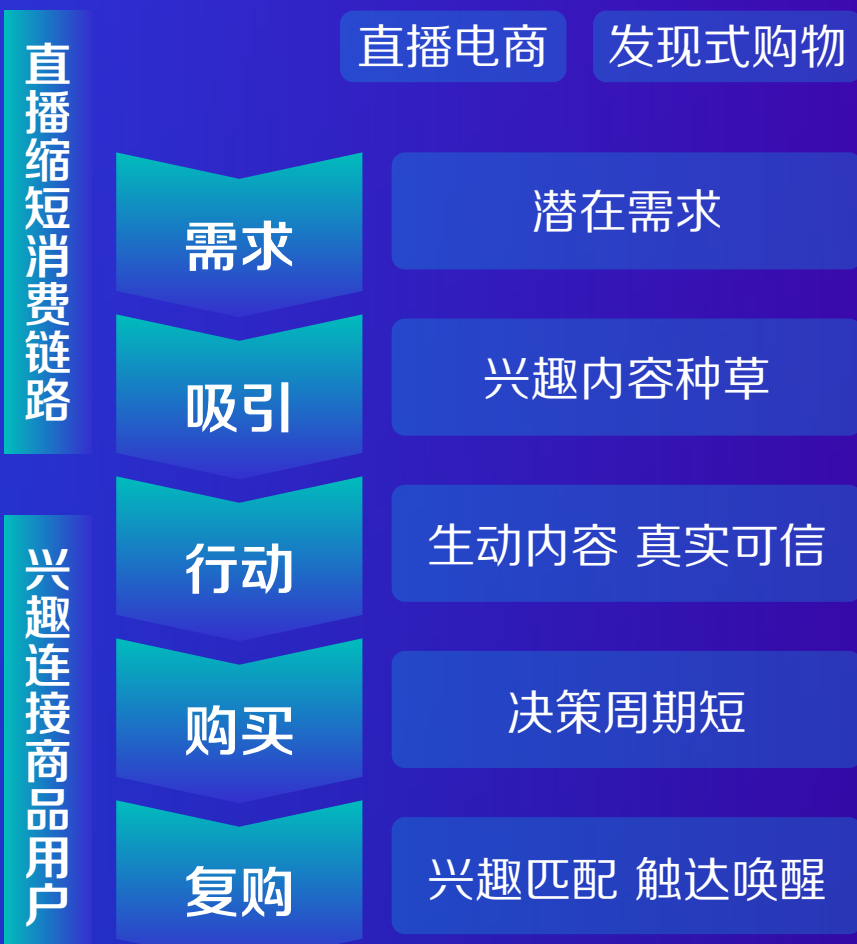 直播缩短消费链路
兴趣连接商品用户
直播电商
发现式购物
需求
潜在需求
吸引
兴趣内容种草
行动
生动内容 真实可信
购买
决策周期短
复购
兴趣匹配 触达唤醒